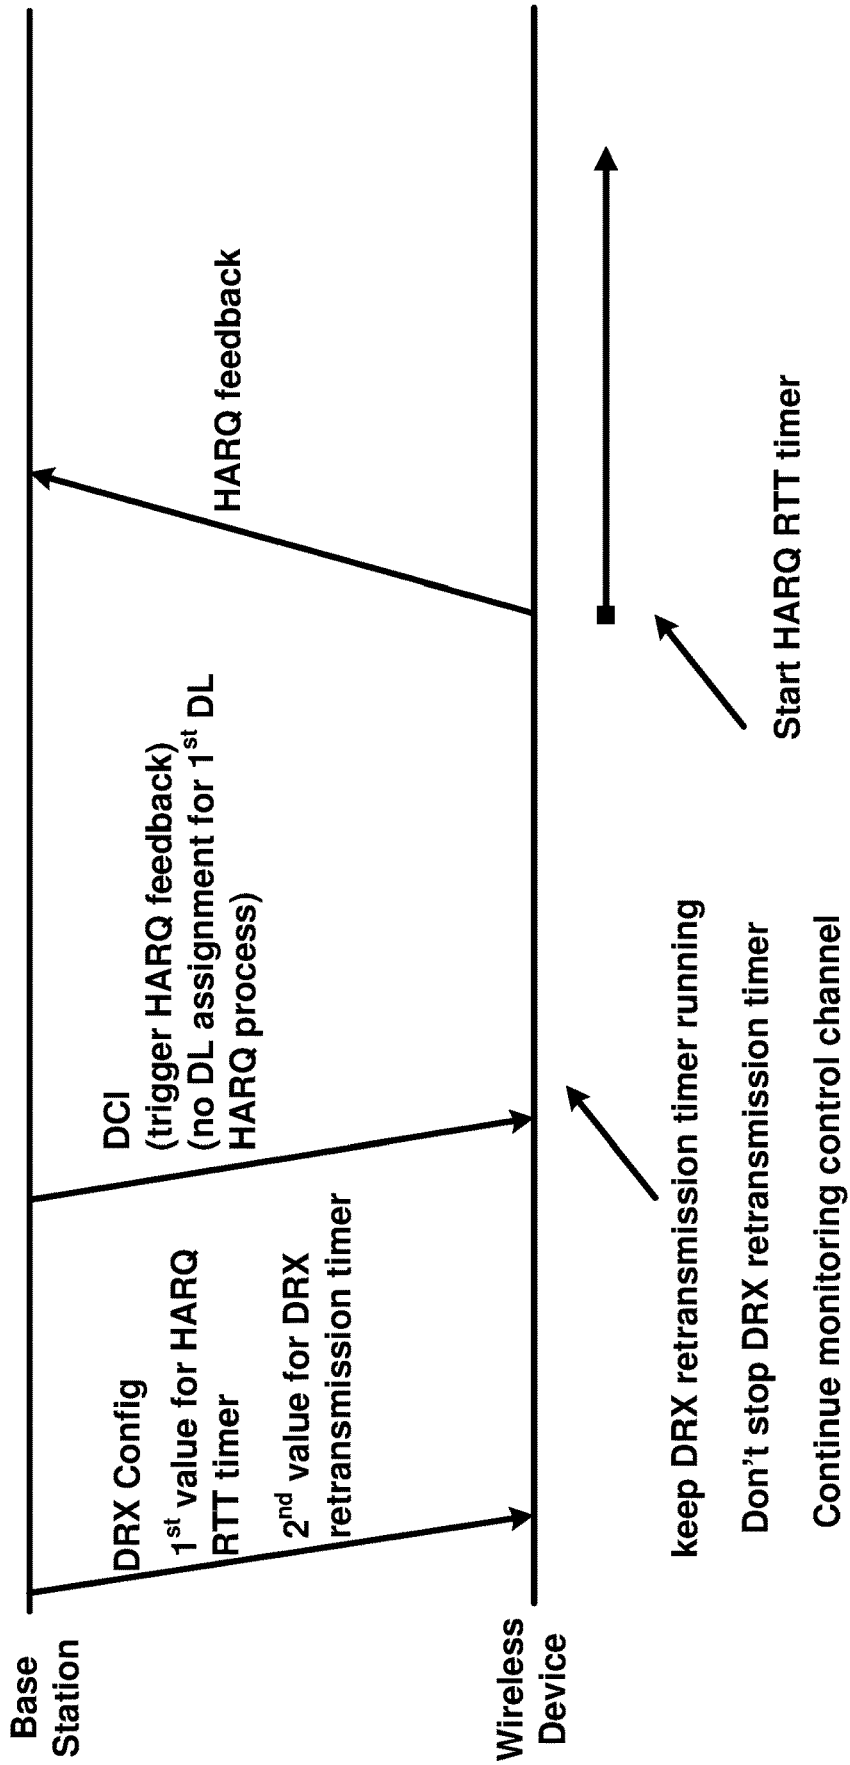 Base
Station
DRX Config
1st value for HARQ
RTT timer
2nd value for DRX
retransmission timer
DCI
(trigger HARQ feedback)
(no DL assignment for 1st DL
HARQ process)
HARQ feedback
Wireless
Device
keep DRX retransmission timer running
Don't stop DRX retransmission timer
Continue monitoring control channel
Start HARQ RTT timer